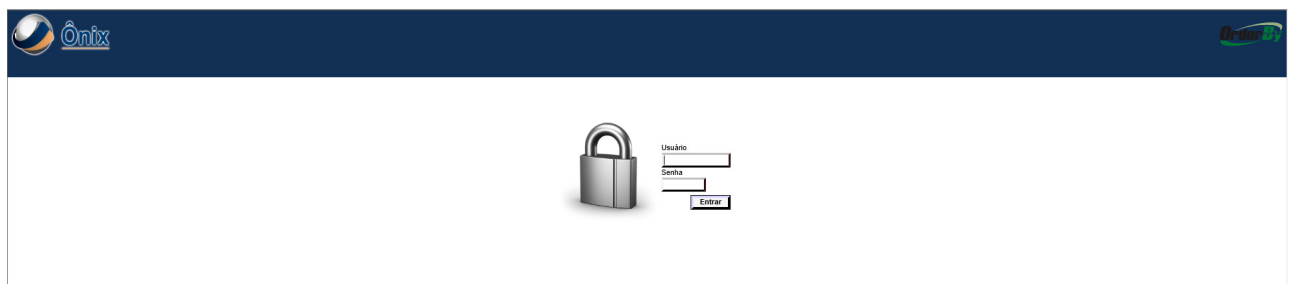 Ônix
OrderBy
Usuário
Senha
Entrar